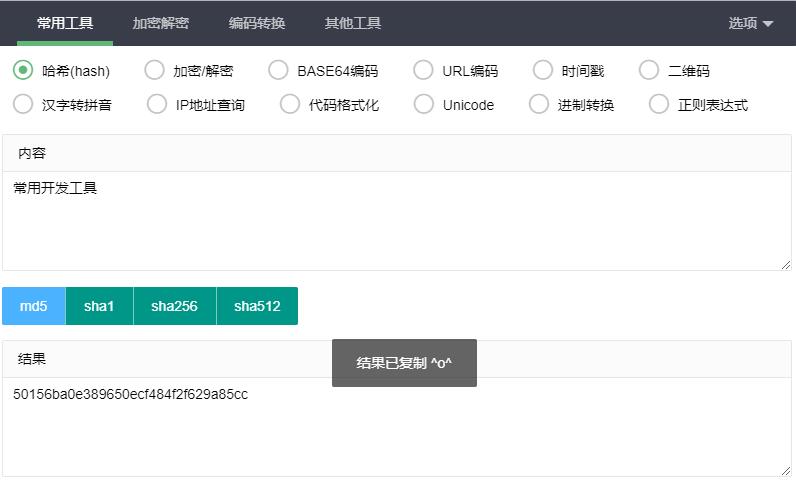 常用工具 加密解密 编码转换 其他工具 选项
哈希(hash) 加密/解密 BASE64编码 URL编码 时间戳 二维码
汉字转拼音 IP地址查询 代码格式化 Unicode 进制转换 正则表达式
内容
常用开发工具
md5 sha1 sha256 sha512
结果
结果已复制 ^o^
50156ba0e389650ecf484f2f629a85cc